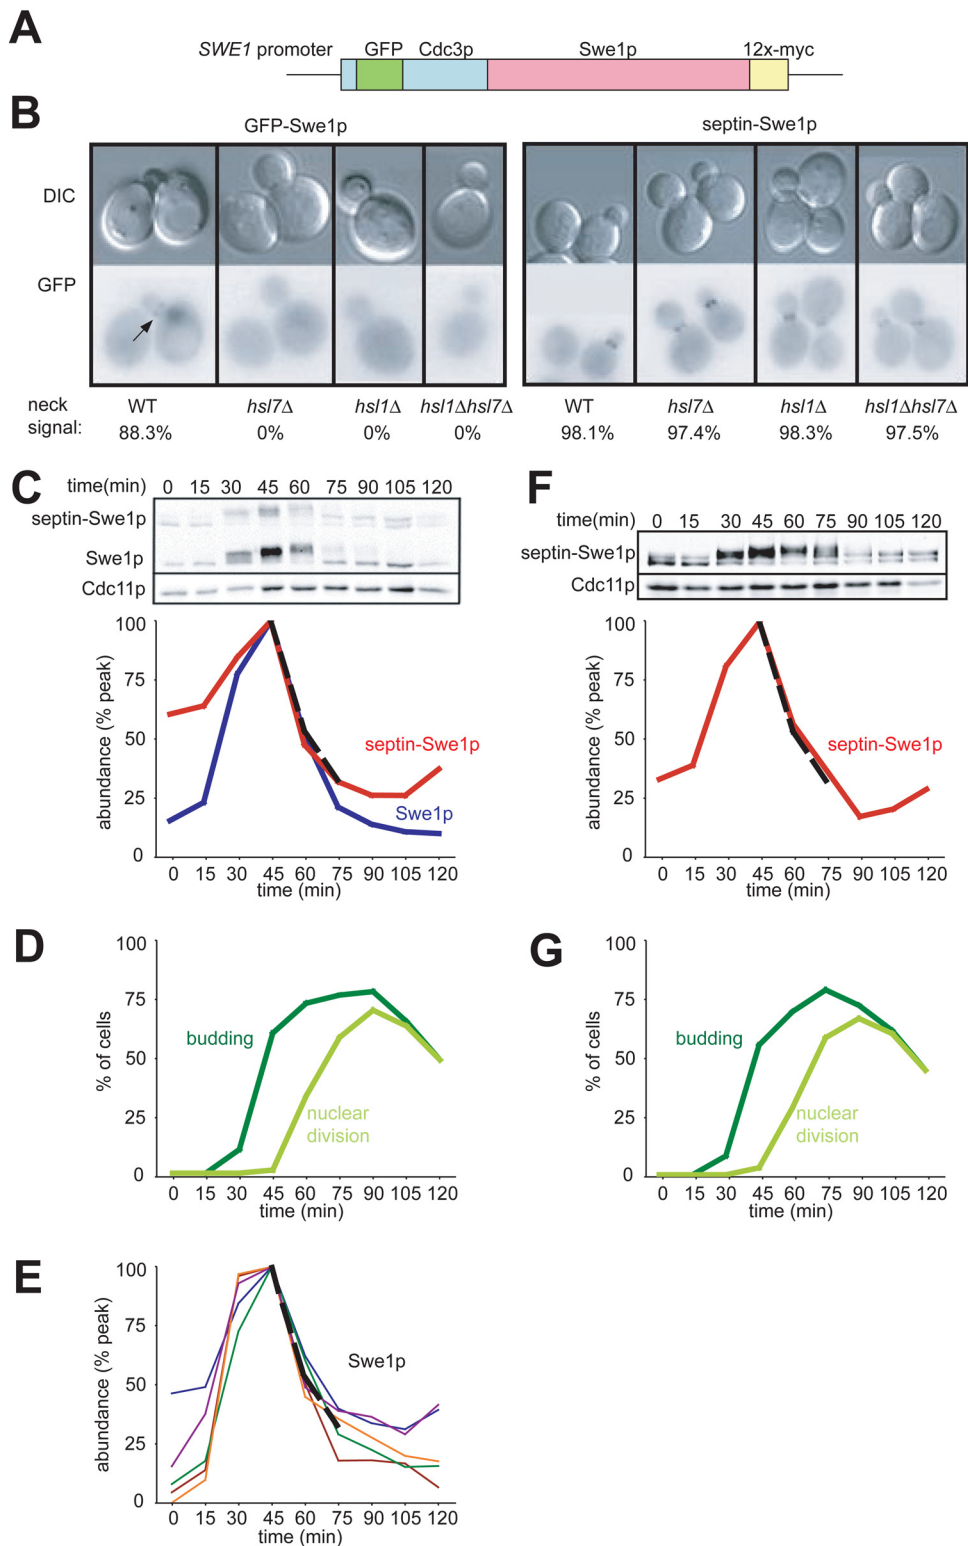 A
SWE1 promoter GFP Cdc3p Swe1p 12x-myc
B
GFP-Swe1p septin-Swe1p
DIC
GFP
neck signal:
WT hsl7Δ hsl1Δ hsl1Δhsl7Δ WT hsl7Δ hsl1Δ hsl1Δhsl7Δ
88.3% 0% 0% 0% 98.1% 97.4% 98.3% 97.5%
C
time(min) 0 15 30 45 60 75 90 105 120
septin-Swe1p
Swe1p
Cdc11p
abundance (% peak)
100
75
50
25
0
septin-Swe1p
Swe1p
0 15 30 45 60 75 90 105 120
time (min)
F
time(min) 0 15 30 45 60 75 90 105 120
septin-Swe1p
Cdc11p
abundance (% peak)
100
75
50
25
0
septin-Swe1p
0 15 30 45 60 75 90 105 120
time (min)
D
% of cells
100
75
50
25
0
budding
nuclear
division
0 15 30 45 60 75 90 105 120
time (min)
G
% of cells
100
75
50
25
0
budding
nuclear
division
0 15 30 45 60 75 90 105 120
time (min)
E
abundance (% peak)
100
75
50
25
0
Swe1p
0 15 30 45 60 75 90 105 120
time (min)